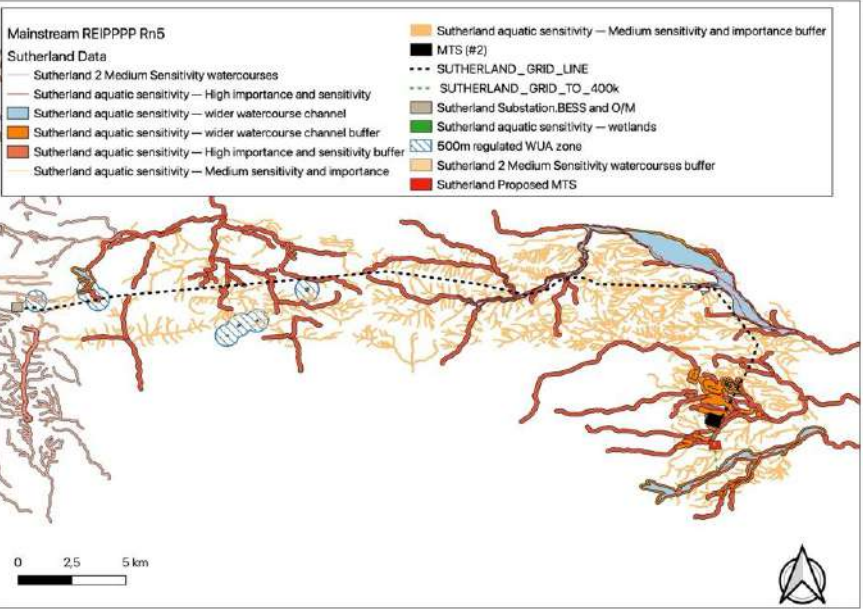 Mainstream REIPPPP Rn5
Sutherland Data
Sutherland 2 Medium Sensitivity watercourses
Sutherland aquatic sensitivity — High importance and sensitivity
Sutherland aquatic sensitivity — wider watercourse channel
Sutherland aquatic sensitivity — wider watercourse channel buffer
Sutherland aquatic sensitivity — High importance and sensitivity buffer
Sutherland aquatic sensitivity — Medium sensitivity and importance
Sutherland aquatic sensitivity — Medium sensitivity and importance buffer
MTS (#2)
SUTHERLAND_GRID_LINE
SUTHERLAND_GRID_TO_400k
Sutherland Substation.BESS and O/M
Sutherland aquatic sensitivity — wetlands
500m regulated WUA zone
Sutherland 2 Medium Sensitivity watercourses buffer
Sutherland Proposed MTS
0 2,5 5 km